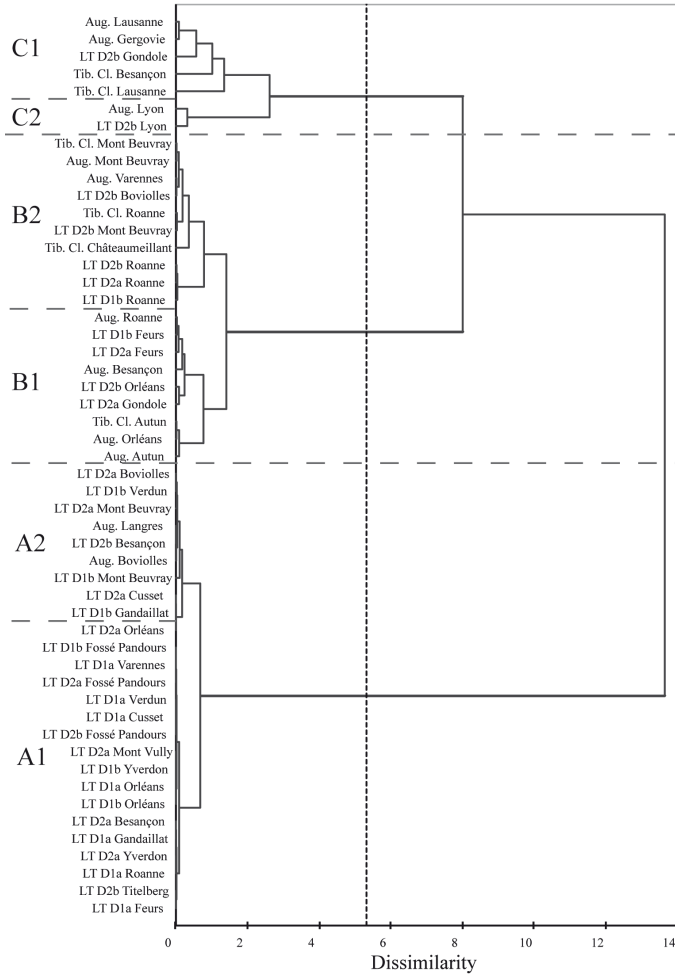 Aug. Lausanne
Aug. Gergovie
C1
LT D2b Gondole
Tib. Cl. Besançon
Tib. Cl. Lausanne
Aug. Lyon
C2
LT D2b Lyon
Tib. Cl. Mont Beuvray
Aug. Mont Beuvray
Aug. Varennes
LT D2b Boviolles
B2
Tib. Cl. Roanne
LT D2b Mont Beuvray
Tib. Cl. Châteaumeillant
LT D2b Roanne
LT D2a Roanne
LT D1b Roanne
Aug. Roanne
LT D1b Feurs
LT D2a Feurs
Aug. Besançon
B1
LT D2b Orléans
LT D2a Gondole
Tib. Cl. Autun
Aug. Orléans
Aug. Autun
LT D2a Boviolles
LT D1b Verdun
LT D2a Mont Beuvray
Aug. Langres
A2
LT D2b Besançon
Aug. Boviolles
LT D1b Mont Beuvray
LT D2a Cusset
LT D1b Gandaillat
LT D2a Orléans
LT D1b Fossé Pandours
LT D1a Varennes
LT D2a Fossé Pandours
LT D1a Verdun
LT D1a Cusset
LT D2b Fossé Pandours
A1
LT D2a Mont Vully
LT D1b Yverdon
LT D1a Orléans
LT D1b Orléans
LT D2a Besançon
LT D1a Gandaillat
LT D2a Yverdon
LT D1a Roanne
LT D2b Titelberg
LT D1a Feurs
0 2 4 6 8 10 12 14
Dissimilarity